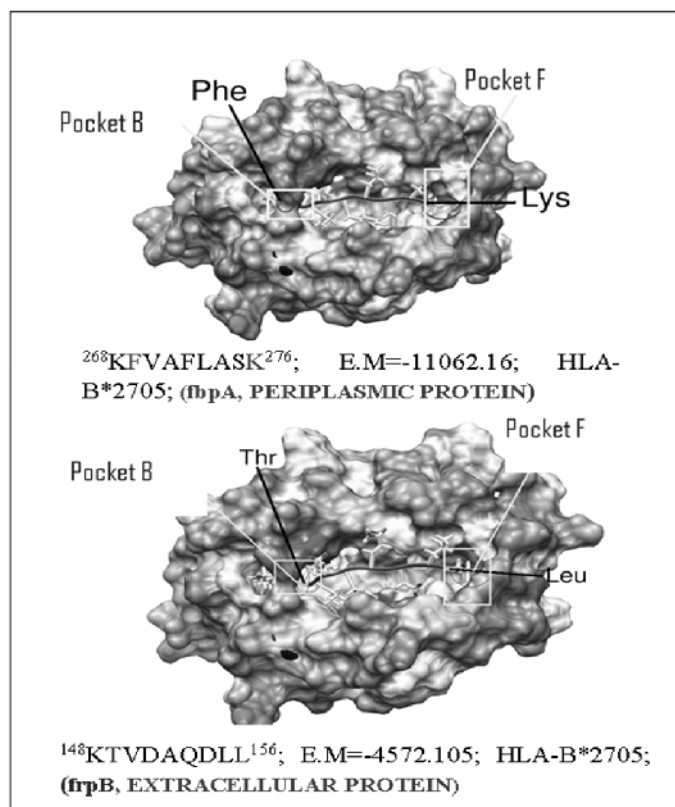 Pocket F
Phe
Pocket B
Lys
²⁶⁸KFVAFLASK²⁷⁶; E.M=-11062.16; HLA-
B*2705; (fbpA, PERIPLASMIC PROTEIN)
Pocket F
Thr
Pocket B
Leu
¹⁴⁸KTVDAQDLL¹⁵⁶; E.M=-4572.105; HLA-B*2705;
(frpB, EXTRACELLULAR PROTEIN)